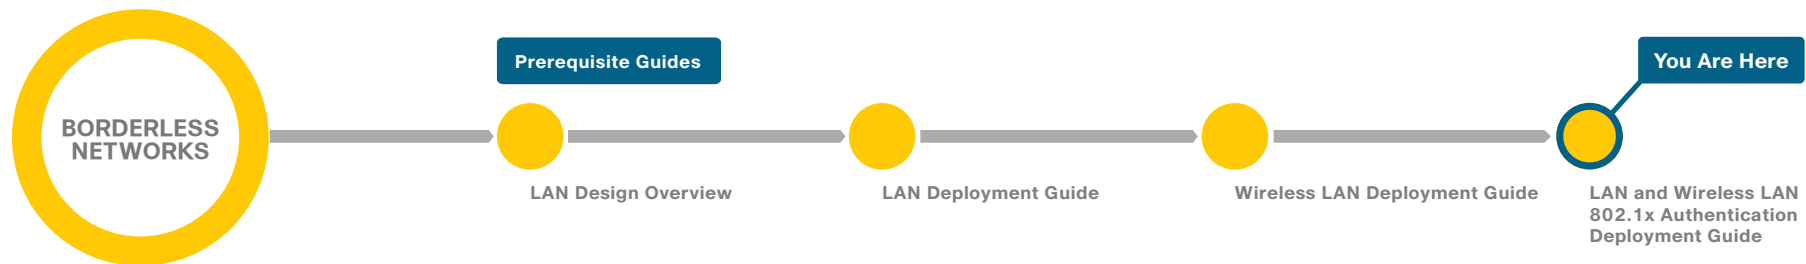 BORDERLESS
NETWORKS
Prerequisite Guides
You Are Here
LAN Design Overview
LAN Deployment Guide
Wireless LAN Deployment Guide
LAN and Wireless LAN
802.1x Authentication
Deployment Guide